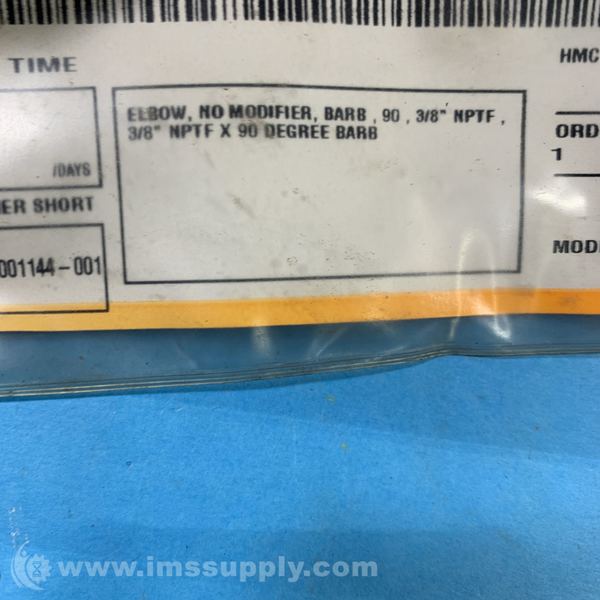 TIME
HMC
ELBOW, NO MODIFIER, BARB , 90 , 3/8" NPTF ,
3/8" NPTF X 90 DEGREE BARB
ORD
1
/DAYS
ER SHORT
001144-001
MODI
www.imssupply.com